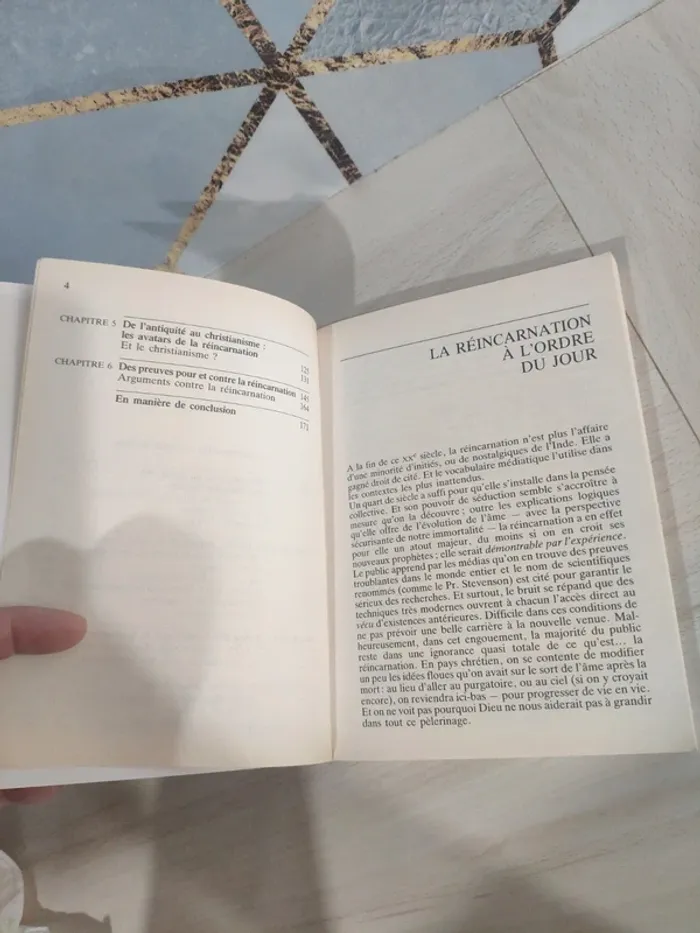 4
CHAPITRE 5 De l'antiquité au christianisme :
les avatars de la réincarnation 125
Et le christianisme ? 131
CHAPITRE 6 Des preuves pour et contre la réincarnation 145
Arguments contre la réincarnation 164
En manière de conclusion 171
LA RÉINCARNATION
À L'ORDRE
DU JOUR
A la fin de ce XXe siècle, la réincarnation n'est plus l'affaire
d'une minorité d'initiés, ou de nostalgiques de l'Inde. Elle a
gagné droit de cité. Et le vocabulaire médiatique l'utilise dans
les contextes les plus inattendus.
Un quart de siècle a suffi pour qu'elle s'installe dans la pensée
collective. Et son pouvoir de séduction semble s'accroître à
mesure qu'on la découvre ; outre les explications logiques
qu'elle offre de l'évolution de l'âme — avec la perspective
sécurisante de notre immortalité — la réincarnation a en effet
pour elle un atout majeur, du moins si on en croit ses
nouveaux prophètes ; elle serait démontrable par l'expérience.
Le public apprend par les médias qu'on en trouve des preuves
troublantes dans le monde entier et le nom de scientifiques
renommés (comme le Pr. Stevenson) est cité pour garantir le
sérieux des recherches. Et surtout, le bruit se répand que des
techniques très modernes ouvrent à chacun l'accès direct au
vécu d'existences antérieures. Difficile dans ces conditions de
ne pas prévoir une belle carrière à la nouvelle venue. Mal-
heureusement, dans cet engouement, la majorité du public
reste dans une ignorance quasi totale de ce qu'est... la
réincarnation. En pays chrétien, on se contente de modifier
un peu les idées floues qu'on avait sur le sort de l'âme après la
mort : au lieu d'aller au purgatoire, ou au ciel (si on y croyait
encore), on reviendra ici-bas — pour progresser de vie en vie.
Et on ne voit pas pourquoi Dieu ne nous aiderait pas à grandir
dans tout ce pèlerinage.